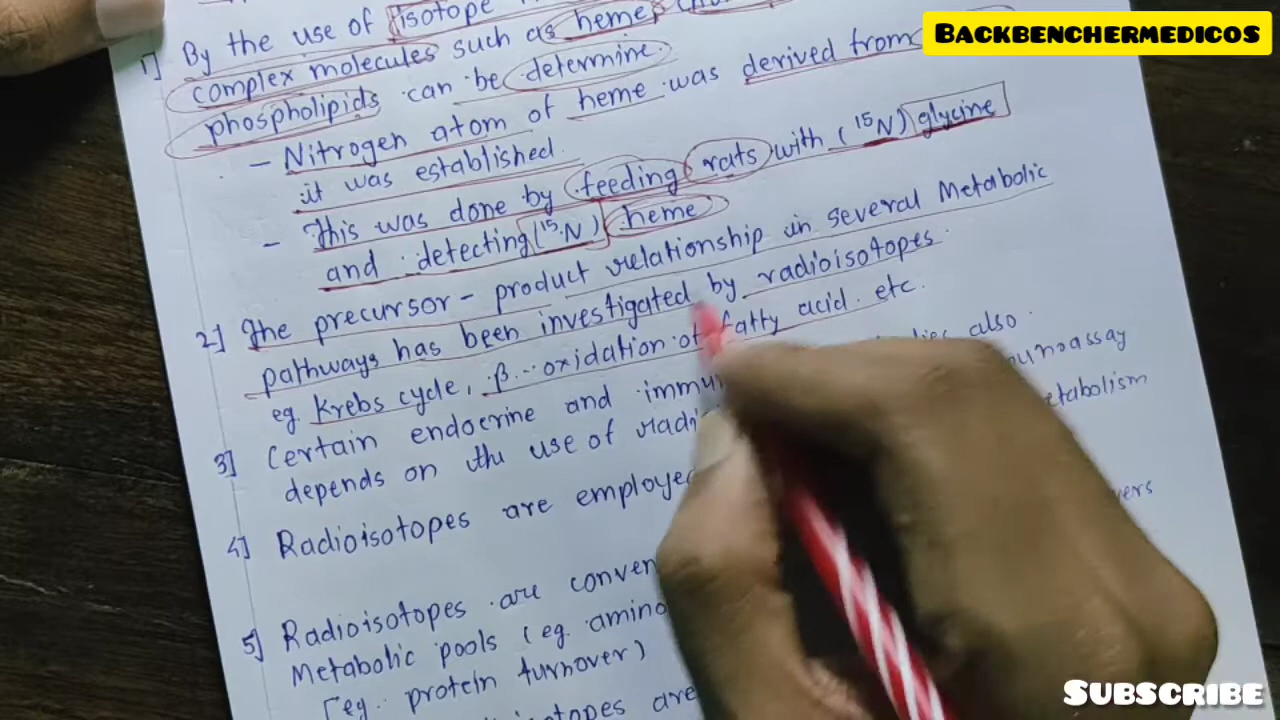 BACKBENCHERMEDICOS
1] By the use of isotope
complex molecules such as heme,
phospholipids can be determine.
- Nitrogen atom of heme was derived from
it was established.
- This was done by feeding rats with (15N) glycine
and detecting (15N) heme
2] The precursor - product relationship in several Metabolic
pathways has been investigated by radioisotopes.
eg. Krebs cycle, β-oxidation of fatty acid. etc.
3] Certain endocrine and also
depends on the use of
4] Radioisotopes are etabolism
5] Radioisotopes are
Metabolic pools (eg. amino
[eg. protein turnover)
are
SUBSCRIBE